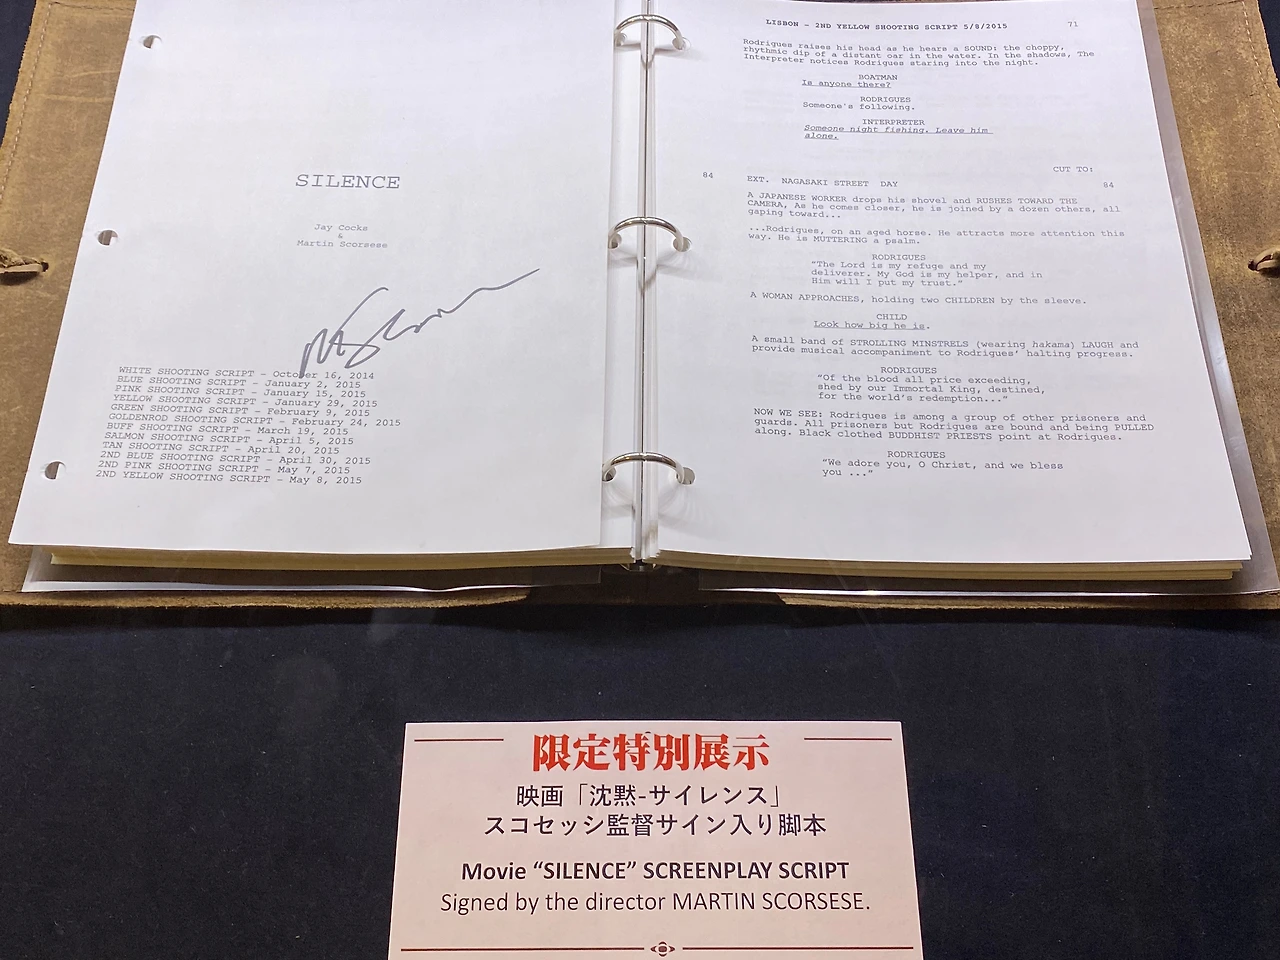 SILENCE
Jay Cocks
&
Martin Scorsese
WHITE SHOOTING SCRIPT - October 16, 2014
BLUE SHOOTING SCRIPT - January 2, 2015
PINK SHOOTING SCRIPT - January 15, 2015
YELLOW SHOOTING SCRIPT - January 29, 2015
GREEN SHOOTING SCRIPT - February 9, 2015
GOLDENROD SHOOTING SCRIPT - February 24, 2015
BUFF SHOOTING SCRIPT - March 19, 2015
SALMON SHOOTING SCRIPT - April 5, 2015
TAN SHOOTING SCRIPT - April 20, 2015
2ND BLUE SHOOTING SCRIPT - April 30, 2015
2ND PINK SHOOTING SCRIPT - May 7, 2015
2ND YELLOW SHOOTING SCRIPT - May 8, 2015
LISBON - 2ND YELLOW SHOOTING SCRIPT 5/8/2015 71
Rodrigues raises his head as he hears a SOUND: the choppy,
rhythmic dip of a distant oar in the water. In the shadows, The
Interpreter notices Rodrigues staring into the night.
BOATMAN
Is anyone there?
RODRIGUES
Someone's following.
INTERPRETER
Someone night fishing. Leave him
alone.
CUT TO:
84 EXT. NAGASAKI STREET DAY 84
A JAPANESE WORKER drops his shovel and RUSHES TOWARD THE
CAMERA, As he comes closer, he is joined by a dozen others, all
gaping toward...
...Rodrigues, on an aged horse. He attracts more attention this
way. He is MUTTERING a psalm.
RODRIGUES
"The Lord is my refuge and my
deliverer. My God is my helper, and in
Him will I put my trust."
A WOMAN APPROACHES, holding two CHILDREN by the sleeve.
CHILD
Look how big he is.
A small band of STROLLING MINSTRELS (wearing hakama) LAUGH and
provide musical accompaniment to Rodrigues' halting progress.
RODRIGUES
"Of the blood all price exceeding,
shed by our Immortal King, destined,
for the world's redemption..."
NOW WE SEE: Rodrigues is among a group of other prisoners and
guards. All prisoners but Rodrigues are bound and being PULLED
along. Black clothed BUDDHIST PRIESTS point at Rodrigues.
RODRIGUES
"We adore you, O Christ, and we bless
you ..."
限定特別展示
映画「沈黙-サイレンス」
スコセッシ監督サイン入り脚本
Movie “SILENCE” SCREENPLAY SCRIPT
Signed by the director MARTIN SCORSESE.